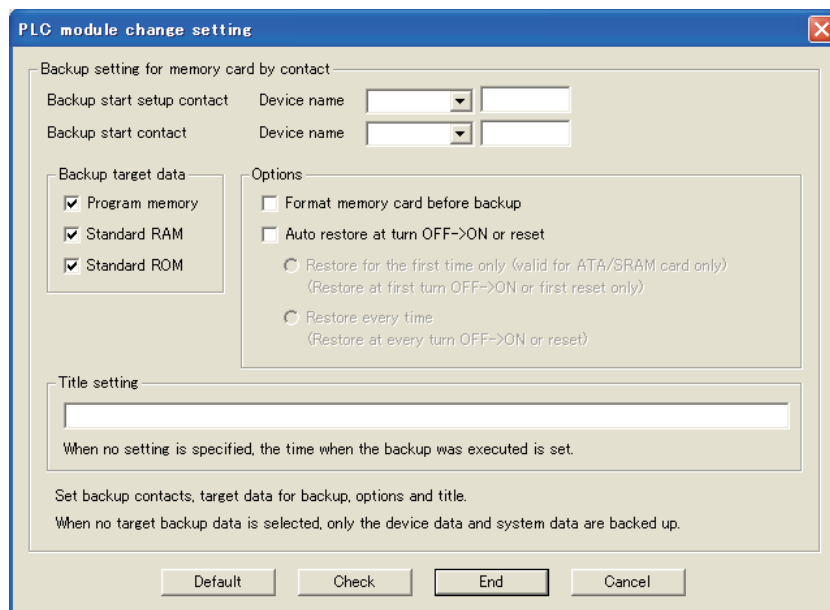 PLC module change setting
Backup setting for memory card by contact
Backup start setup contact Device name
Backup start contact Device name
Backup target data
Program memory
Standard RAM
Standard ROM
Options
Format memory card before backup
Auto restore at turn OFF->ON or reset
Restore for the first time only (valid for ATA/SRAM card only)
(Restore at first turn OFF->ON or first reset only)
Restore every time
(Restore at every turn OFF->ON or reset)
Title setting
When no setting is specified, the time when the backup was executed is set.
Set backup contacts, target data for backup, options and title.
When no target backup data is selected, only the device data and system data are backed up.
Default Check End Cancel